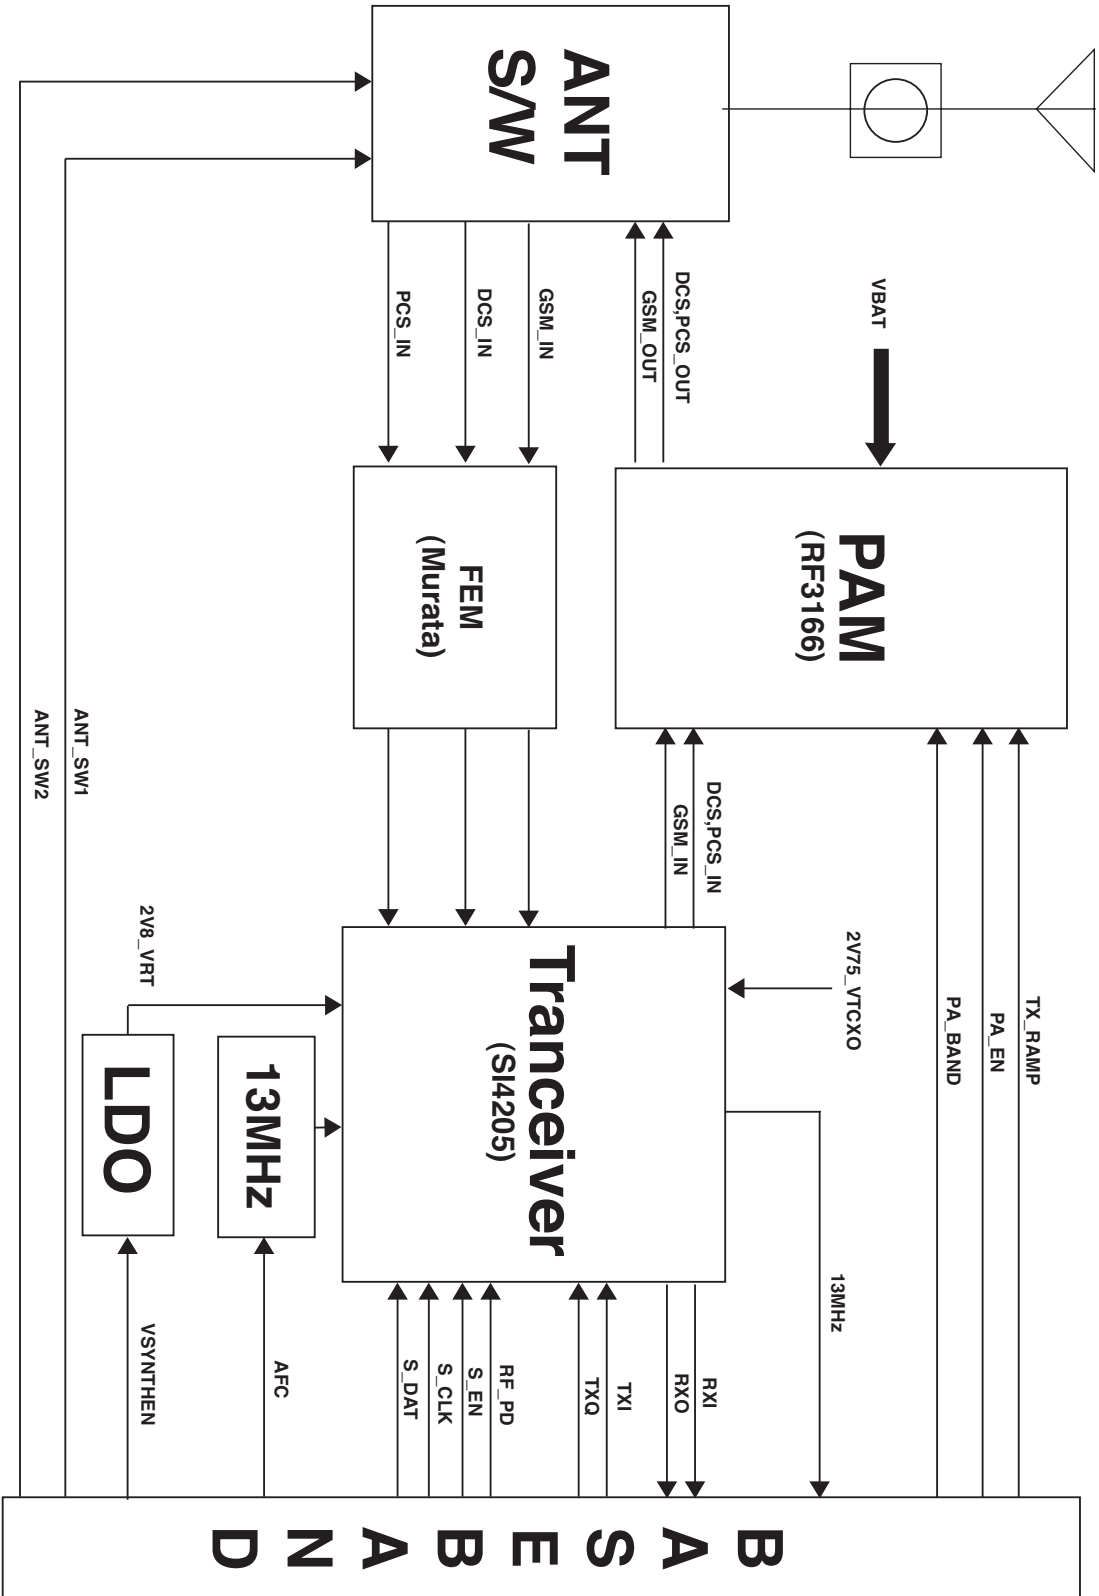 ANT
S/W
VBAT
DCS,PCS_OUT
GSM_OUT
GSM_IN
DCS_IN
PCS_IN
PAM
(RF3166)
FEM
(Murata)
TX_RAMP
PA_EN
PA_BAND
DCS,PCS_IN
GSM_IN
2V75_VTCXO
Tranceiver
(SI4205)
13MHz
2V8_VRT
LDO
ANT_SW1
ANT_SW2
13MHz
RXI
RXO
TXI
TXQ
RF_PD
S_EN
S_CLK
S_DAT
AFC
VSYNTHEN
BASEBAND